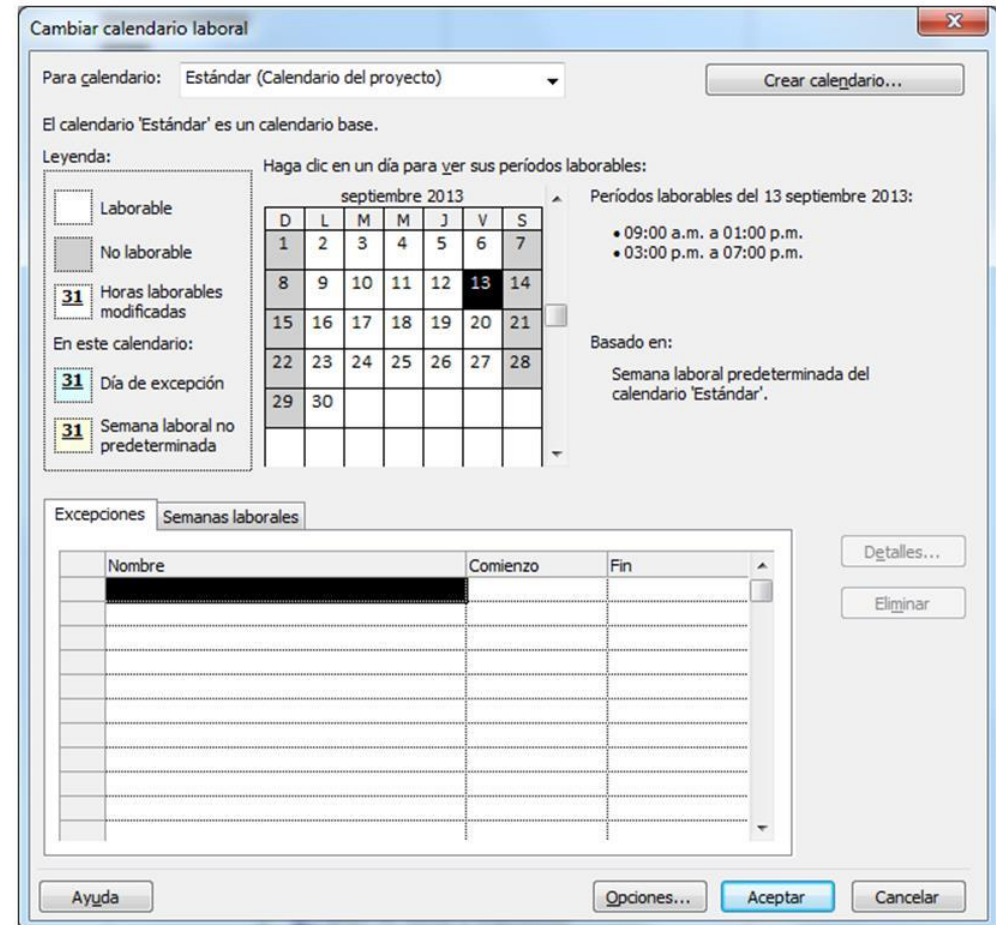 Cambiar calendario laboral
Para calendario: Estándar (Calendario del proyecto)
Crear calendario...
El calendario 'Estándar' es un calendario base.
Leyenda:
Laborable
No laborable
31 Horas laborables
modificadas
En este calendario:
31 Día de excepción
31 Semana laboral no
predeterminada
Haga clic en un día para ver sus períodos laborables:
septiembre 2013
D L M M J V S
1 2 3 4 5 6 7
8 9 10 11 12 13 14
15 16 17 18 19 20 21
22 23 24 25 26 27 28
29 30
Períodos laborables del 13 septiembre 2013:
• 09:00 a.m. a 01:00 p.m.
• 03:00 p.m. a 07:00 p.m.
Basado en:
Semana laboral predeterminada del
calendario 'Estándar'.
Excepciones Semanas laborales
Nombre Comienzo Fin
Detalles...
Eliminar
Ayuda Opciones... Aceptar Cancelar